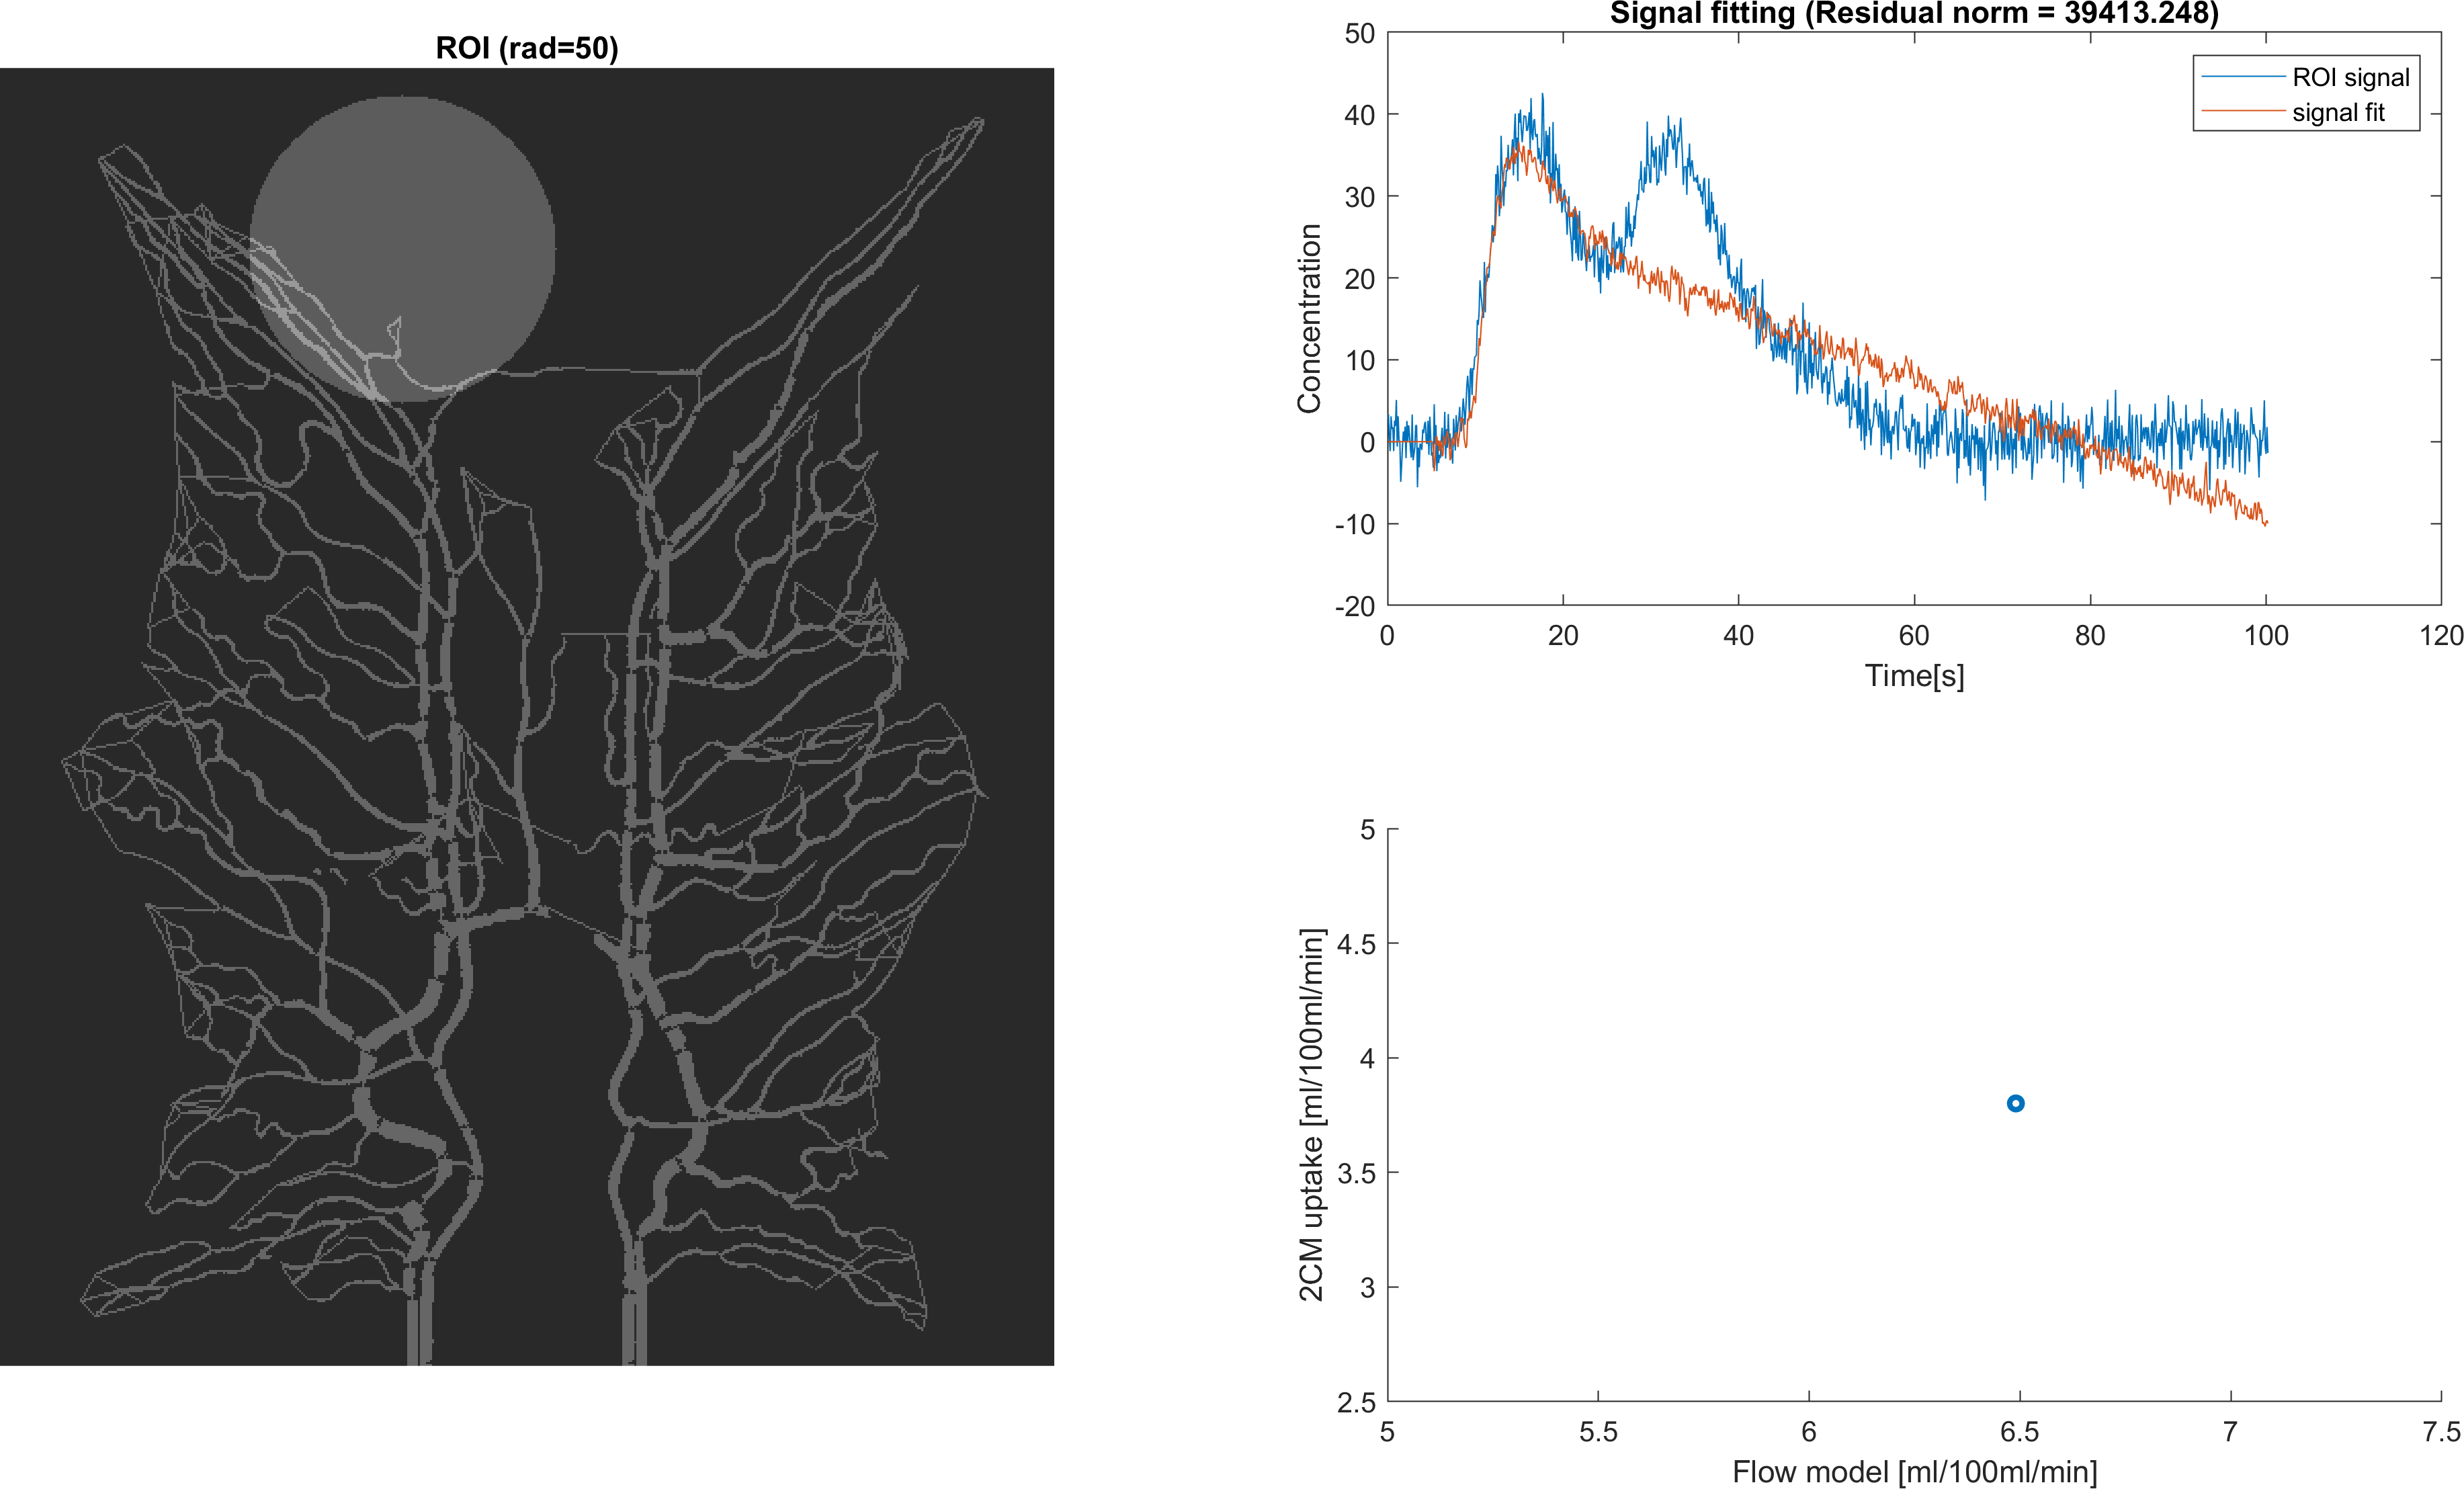 ROI (rad=50)
Signal fitting (Residual norm = 39413.248)
50
40
30
20
10
0
-10
-20
Concentration
ROI signal
signal fit
0 20 40 60 80 100 120
Time[s]
5
4.5
4
3.5
3
2.5
2CM uptake [ml/100ml/min]
5 5.5 6 6.5 7 7.5
Flow model [ml/100ml/min]